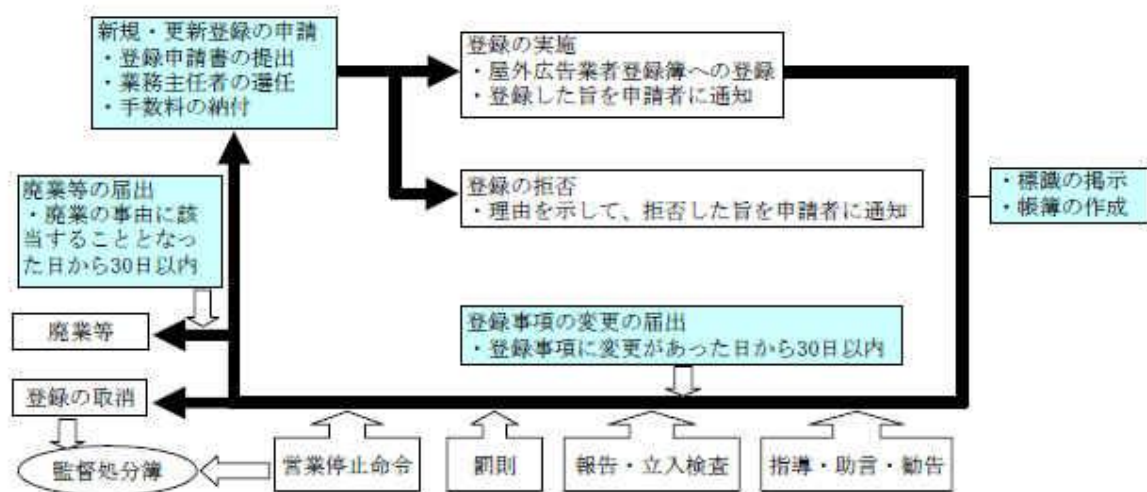 新規・更新登録の申請
・登録申請書の提出
・業務主任者の選任
・手数料の納付
登録の実施
・屋外広告業者登録簿への登録
・登録した旨を申請者に通知
登録の拒否
・理由を示して、拒否した旨を申請者に通知
・標識の掲示
・帳簿の作成
廃業等の届出
・廃業の事由に該
当することとなっ
た日から30日以内
廃業等
登録事項の変更の届出
・登録事項に変更があった日から30日以内
登録の取消
監督処分簿
営業停止命令
罰則
報告・立入検査
指導・助言・勧告